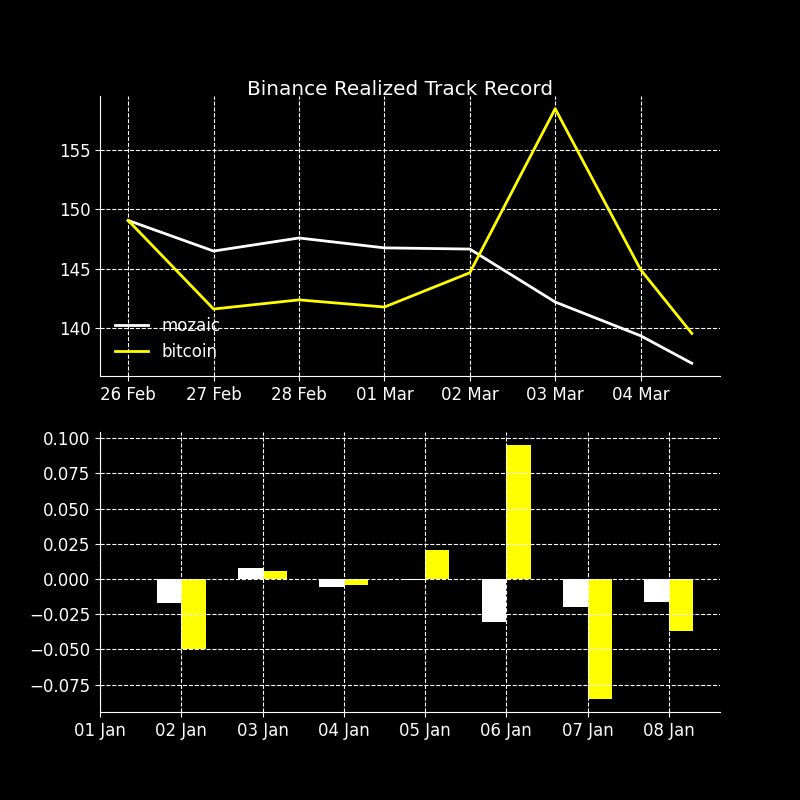 Binance Realized Track Record
155
150
145
140
mozaic
bitcoin
26 Feb 27 Feb 28 Feb 01 Mar 02 Mar 03 Mar 04 Mar
0.100
0.075
0.050
0.025
0.000
−0.025
−0.050
−0.075
01 Jan 02 Jan 03 Jan 04 Jan 05 Jan 06 Jan 07 Jan 08 Jan